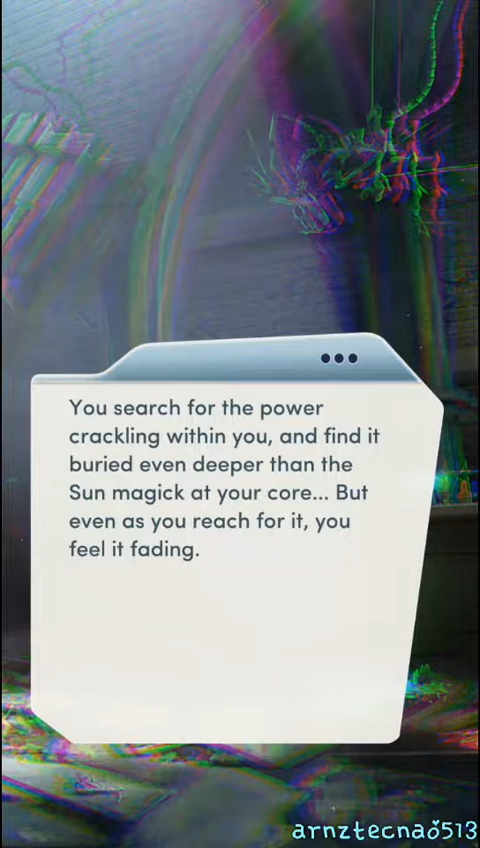 You search for the power
crackling within you, and find it
buried even deeper than the
Sun magick at your core... But
even as you reach for it, you
feel it fading.
arnztecnao513